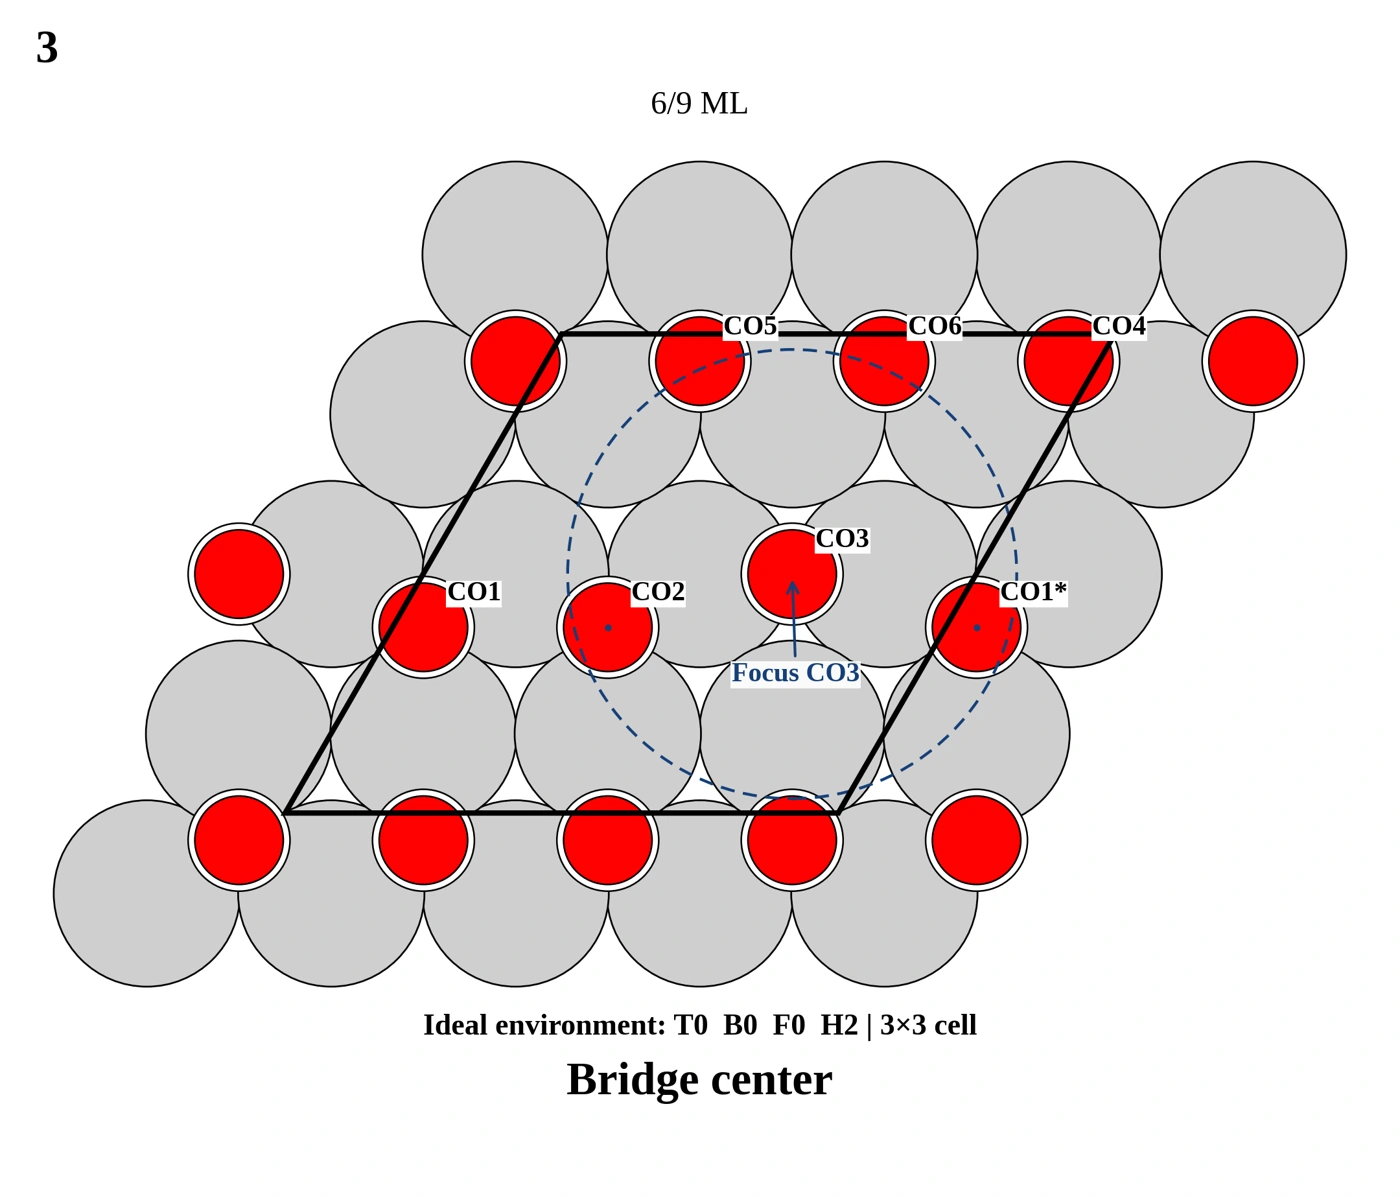 3
6/9 ML
CO5
CO6
CO4
CO3
CO1
CO2
CO1*
Focus CO3
Ideal environment: T0 B0 F0 H2 | 3×3 cell
Bridge center